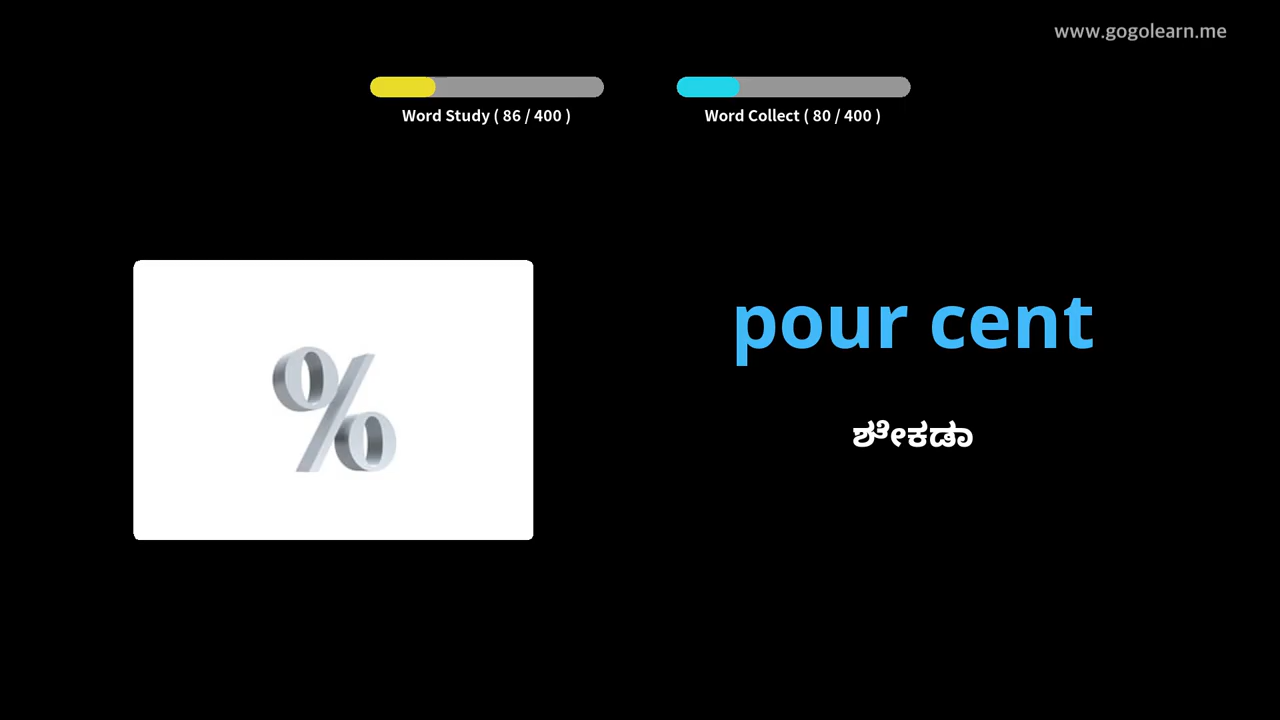 www.gogolearn.me
Word Study ( 86 / 400 )
Word Collect ( 80 / 400 )
%
pour cent
ಶೇಕಡಾ